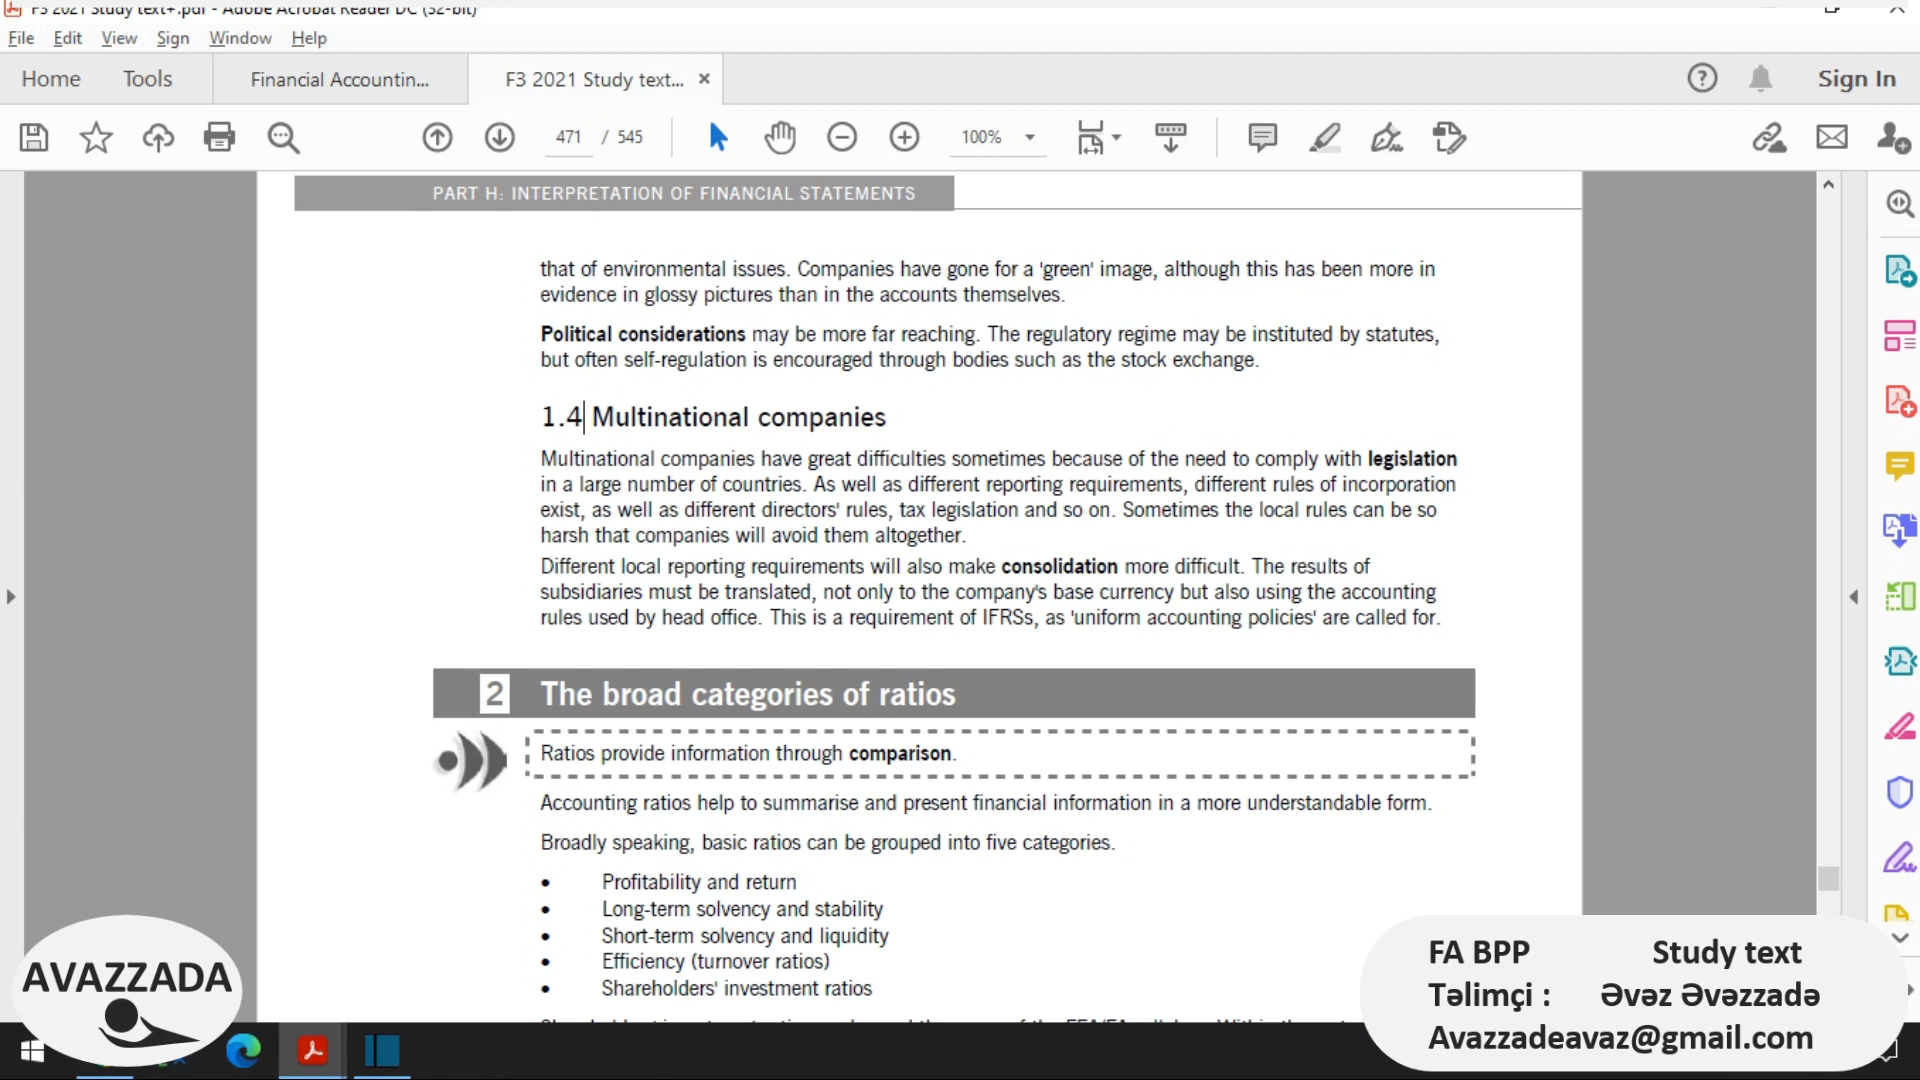 F3 2021 Study text+.pdf - Adobe Acrobat Reader DC (32-bit)
File Edit View Sign Window Help
Home Tools Financial Accountin... F3 2021 Study text... Sign In
471 / 545 100%
PART H: INTERPRETATION OF FINANCIAL STATEMENTS
that of environmental issues. Companies have gone for a 'green' image, although this has been more in
evidence in glossy pictures than in the accounts themselves.
Political considerations may be more far reaching. The regulatory regime may be instituted by statutes,
but often self-regulation is encouraged through bodies such as the stock exchange.
1.4 Multinational companies
Multinational companies have great difficulties sometimes because of the need to comply with legislation
in a large number of countries. As well as different reporting requirements, different rules of incorporation
exist, as well as different directors' rules, tax legislation and so on. Sometimes the local rules can be so
harsh that companies will avoid them altogether.
Different local reporting requirements will also make consolidation more difficult. The results of
subsidiaries must be translated, not only to the company's base currency but also using the accounting
rules used by head office. This is a requirement of IFRSs, as 'uniform accounting policies' are called for.
2 The broad categories of ratios
Ratios provide information through comparison.
Accounting ratios help to summarise and present financial information in a more understandable form.
Broadly speaking, basic ratios can be grouped into five categories.
• Profitability and return
• Long-term solvency and stability
• Short-term solvency and liquidity
• Efficiency (turnover ratios)
• Shareholders' investment ratios
AVAZZADA
FA BPP Study text
Təlimçi : Əvəz Əvəzzadə
Avazzadeavaz@gmail.com